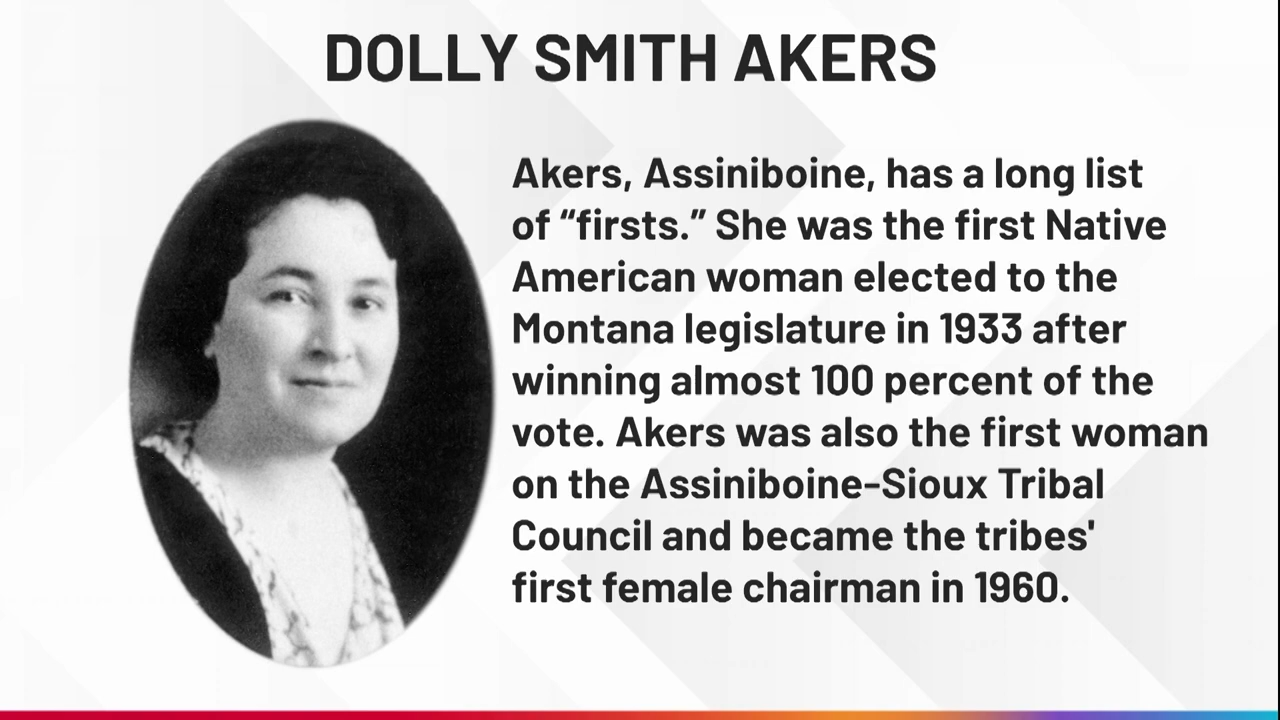 DOLLY SMITH AKERS
Akers, Assiniboine, has a long list
of “firsts.” She was the first Native
American woman elected to the
Montana legislature in 1933 after
winning almost 100 percent of the
vote. Akers was also the first woman
on the Assiniboine-Sioux Tribal
Council and became the tribes'
first female chairman in 1960.